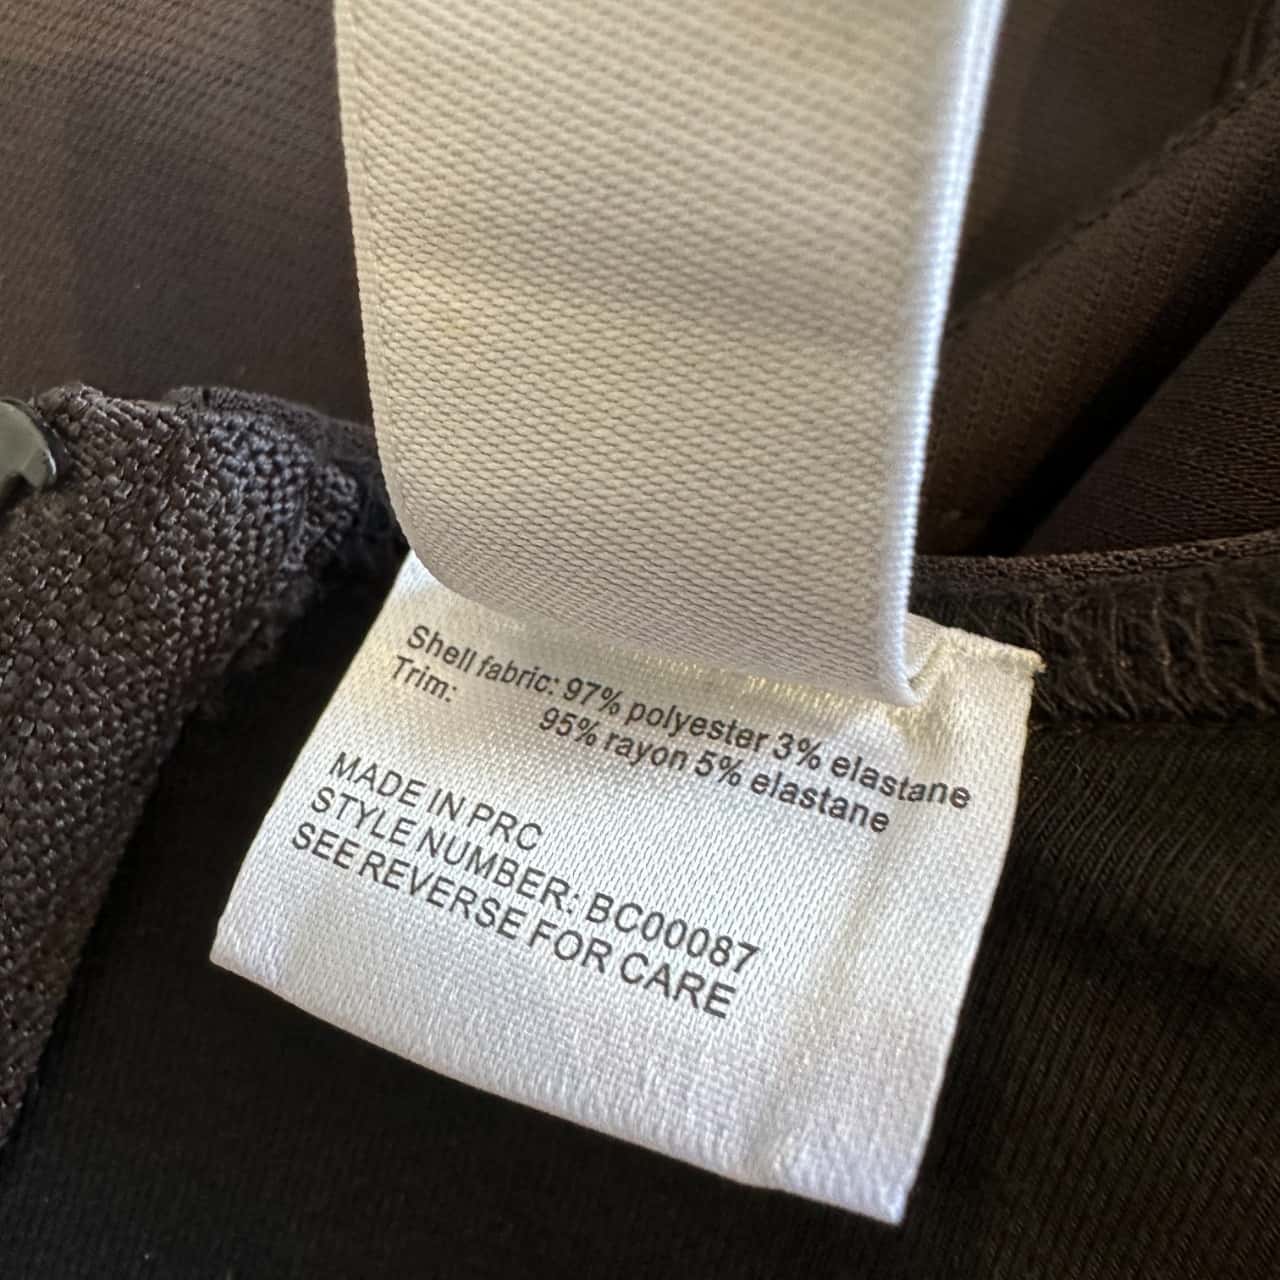 Shell fabric: 97% polyester 3% elastane
Trim: 95% rayon 5% elastane
MADE IN PRC
STYLE NUMBER: BC00087
SEE REVERSE FOR CARE